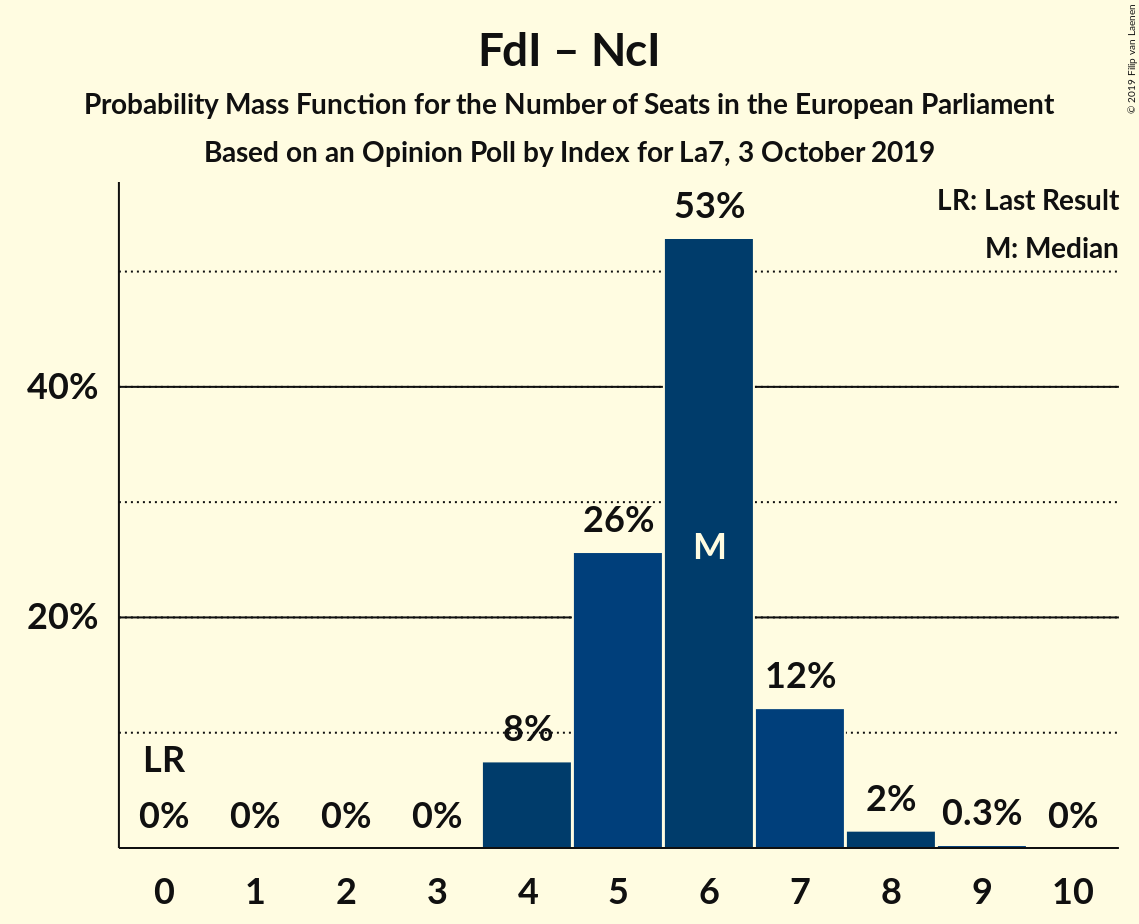 FdI – NcI
Probability Mass Function for the Number of Seats in the European Parliament
Based on an Opinion Poll by Index for La7, 3 October 2019
© 2019 Filip van Laenen
LR: Last Result
M: Median
53%
40%
26%
M
20%
12%
8%
LR
0% 0% 0% 0% 2% 0.3% 0%
0 1 2 3 4 5 6 7 8 9 10